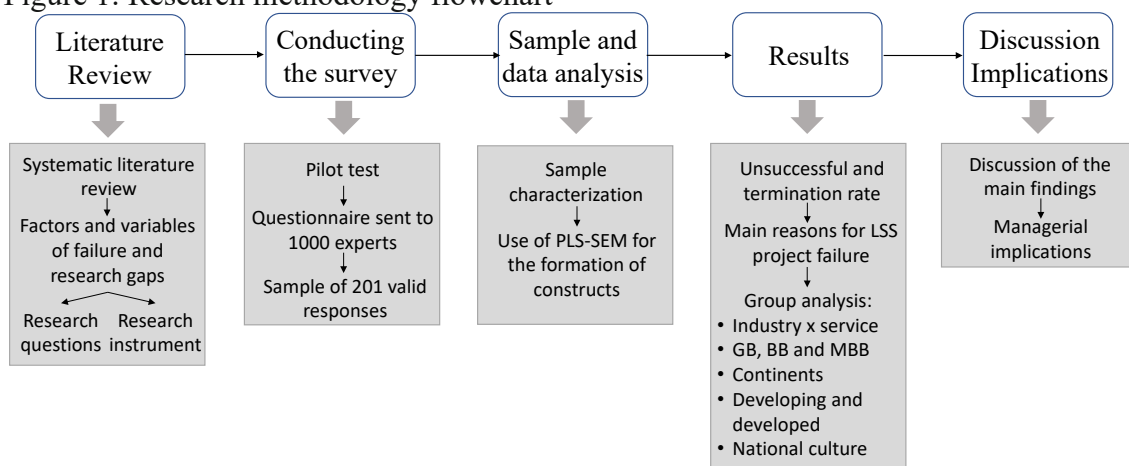 Figure 1: Research methodology flowchart
Literature
Review
Conducting
the survey
Sample and
data analysis
Results
Discussion
Implications
Systematic literature
review
Factors and variables
of failure and
research gaps
Research
questions
Research
instrument
Pilot test
Questionnaire sent to
1000 experts
Sample of 201 valid
responses
Sample
characterization
Use of PLS-SEM for
the formation of
constructs
Unsuccessful and
termination rate
Main reasons for LSS
project failure
Group analysis:
• Industry x service
• GB, BB and MBB
• Continents
• Developing and
developed
• National culture
Discussion of the
main findings
Managerial
implications